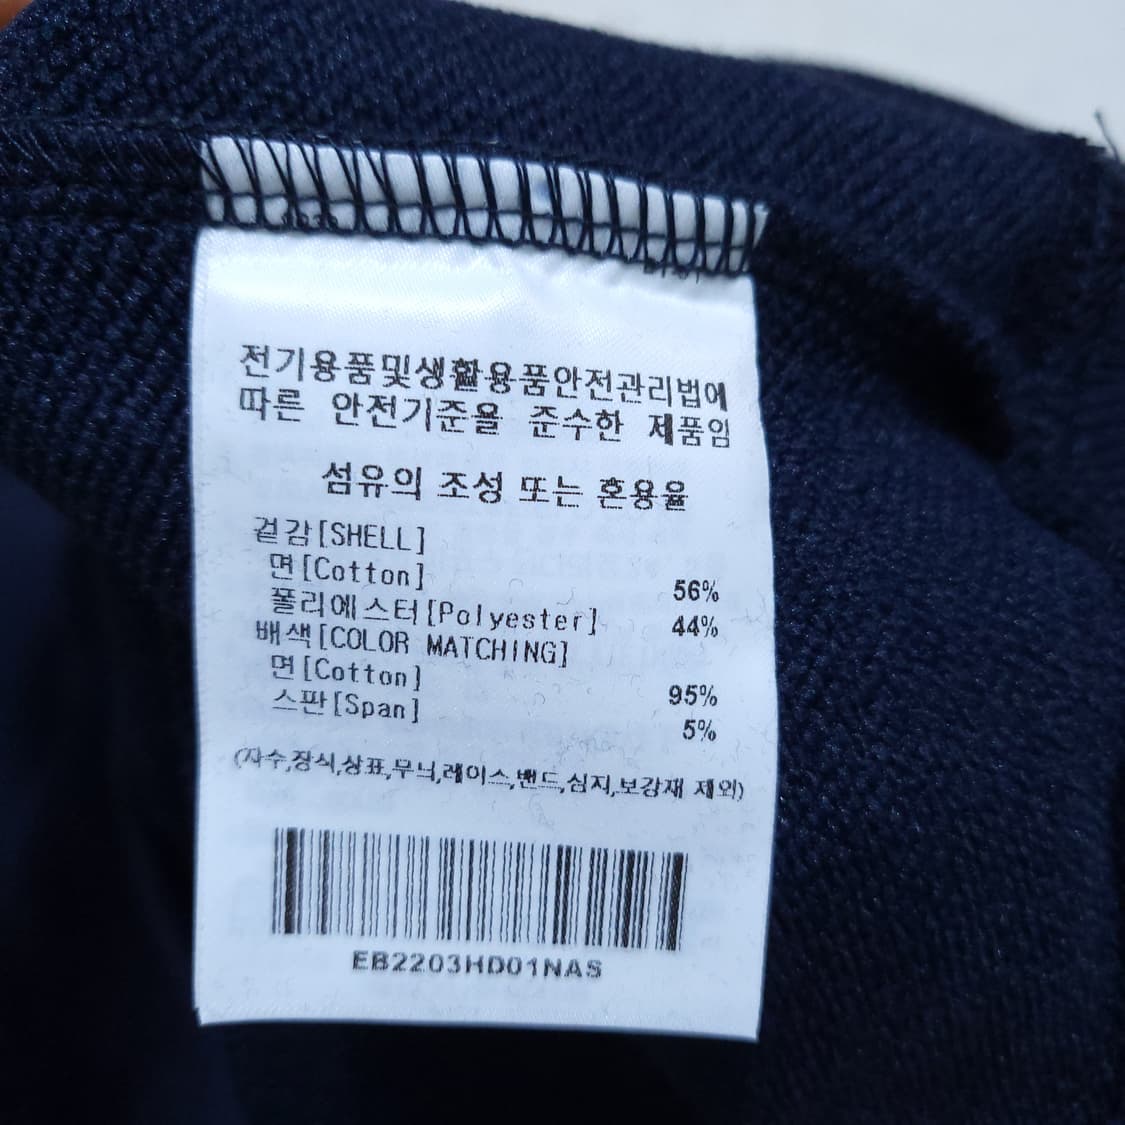 전기용품및생활용품안전관리법에
따른 안전기준을 준수한 제품임
섬유의 조성 또는 혼용율
겉감[SHELL]
면[Cotton] 56%
폴리에스터[Polyester] 44%
배색[COLOR MATCHING]
면[Cotton] 95%
스판[Span] 5%
(자수,장식,상표,무늬,레이스,밴드,심지,보강재 제외)
EB2203HD01NAS